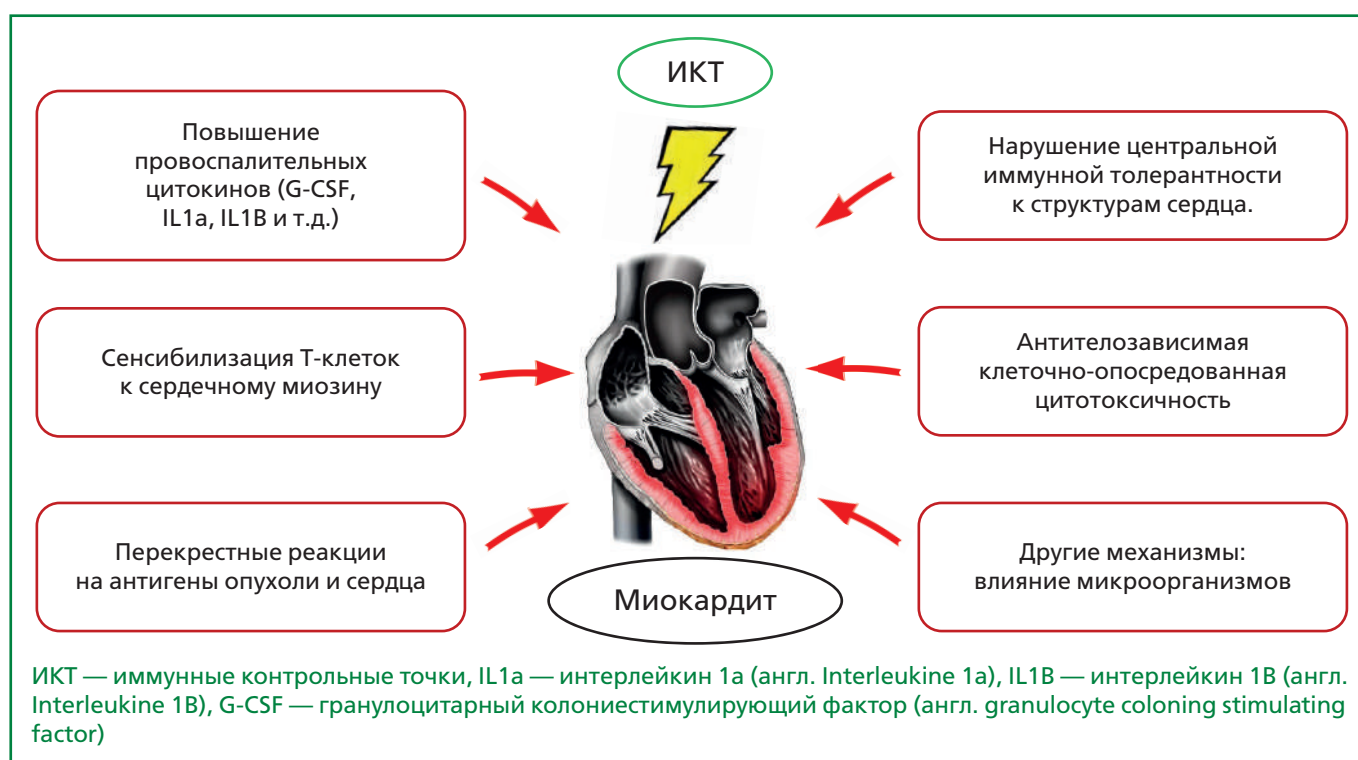 ИКТ
Повышение
провоспалительных
цитокинов (G-CSF,
IL1a, IL1B и т.д.)
Нарушение центральной
иммунной толерантности
к структурам сердца.
Сенсибилизация Т-клеток
к сердечному миозину
Антителозависимая
клеточно-опосредованная
цитотоксичность
Перекрестные реакции
на антигены опухоли и сердца
Другие механизмы:
влияние микроорганизмов
Миокардит
ИКТ — иммунные контрольные точки, IL1a — интерлейкин 1a (англ. Interleukine 1a), IL1B — интерлейкин 1B (англ.
Interleukine 1B), G-CSF — гранулоцитарный колониестимулирующий фактор (англ. granulocyte coloning stimulating
factor)